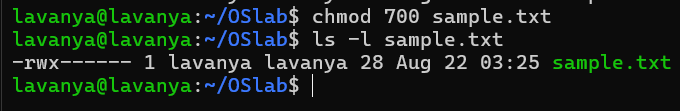 lavanya@lavanya:~/OSlab$ chmod 700 sample.txt
lavanya@lavanya:~/OSlab$ ls -l sample.txt
-rwx------ 1 lavanya lavanya 28 Aug 22 03:25 sample.txt
lavanya@lavanya:~/OSlab$